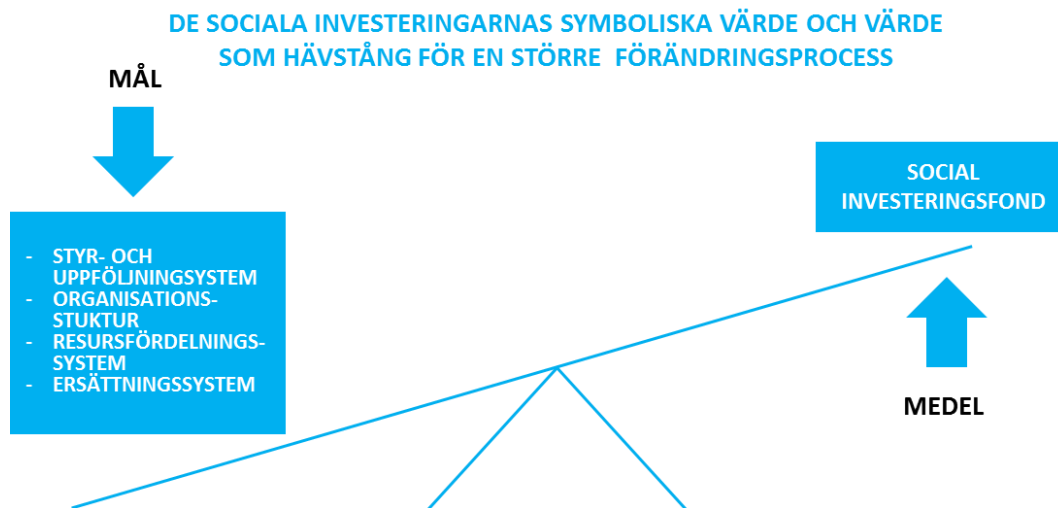 DE SOCIALA INVESTERINGARNAS SYMBOLISKA VÄRDE OCH VÄRDE
SOM HÄVSTÅNG FÖR EN STÖRRE FÖRÄNDRINGSPROCESS
MÅL
- STYR- OCH
UPPFÖLJNINGSYSTEM
- ORGANISATIONS-
STUKTUR
- RESURSFÖRDELNINGS-
SYSTEM
- ERSÄTTNINGSSYSTEM
SOCIAL
INVESTERINGSFOND
MEDEL